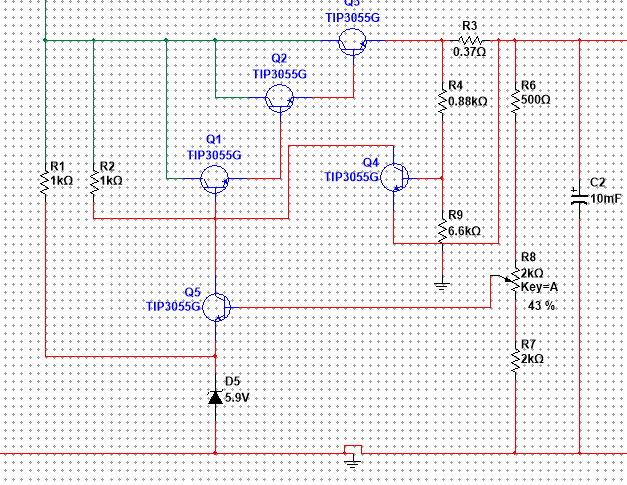 Q3
TIP3055G
R3
0.37Ω
Q2
TIP3055G
R4
0.88kΩ
R6
500Ω
Q1
TIP3055G
R1
1kΩ
R2
1kΩ
Q4
TIP3055G
C2
10mF
R9
6.6kΩ
R8
2kΩ
Key=A
43 %
Q5
TIP3055G
R7
2kΩ
D5
5.9V